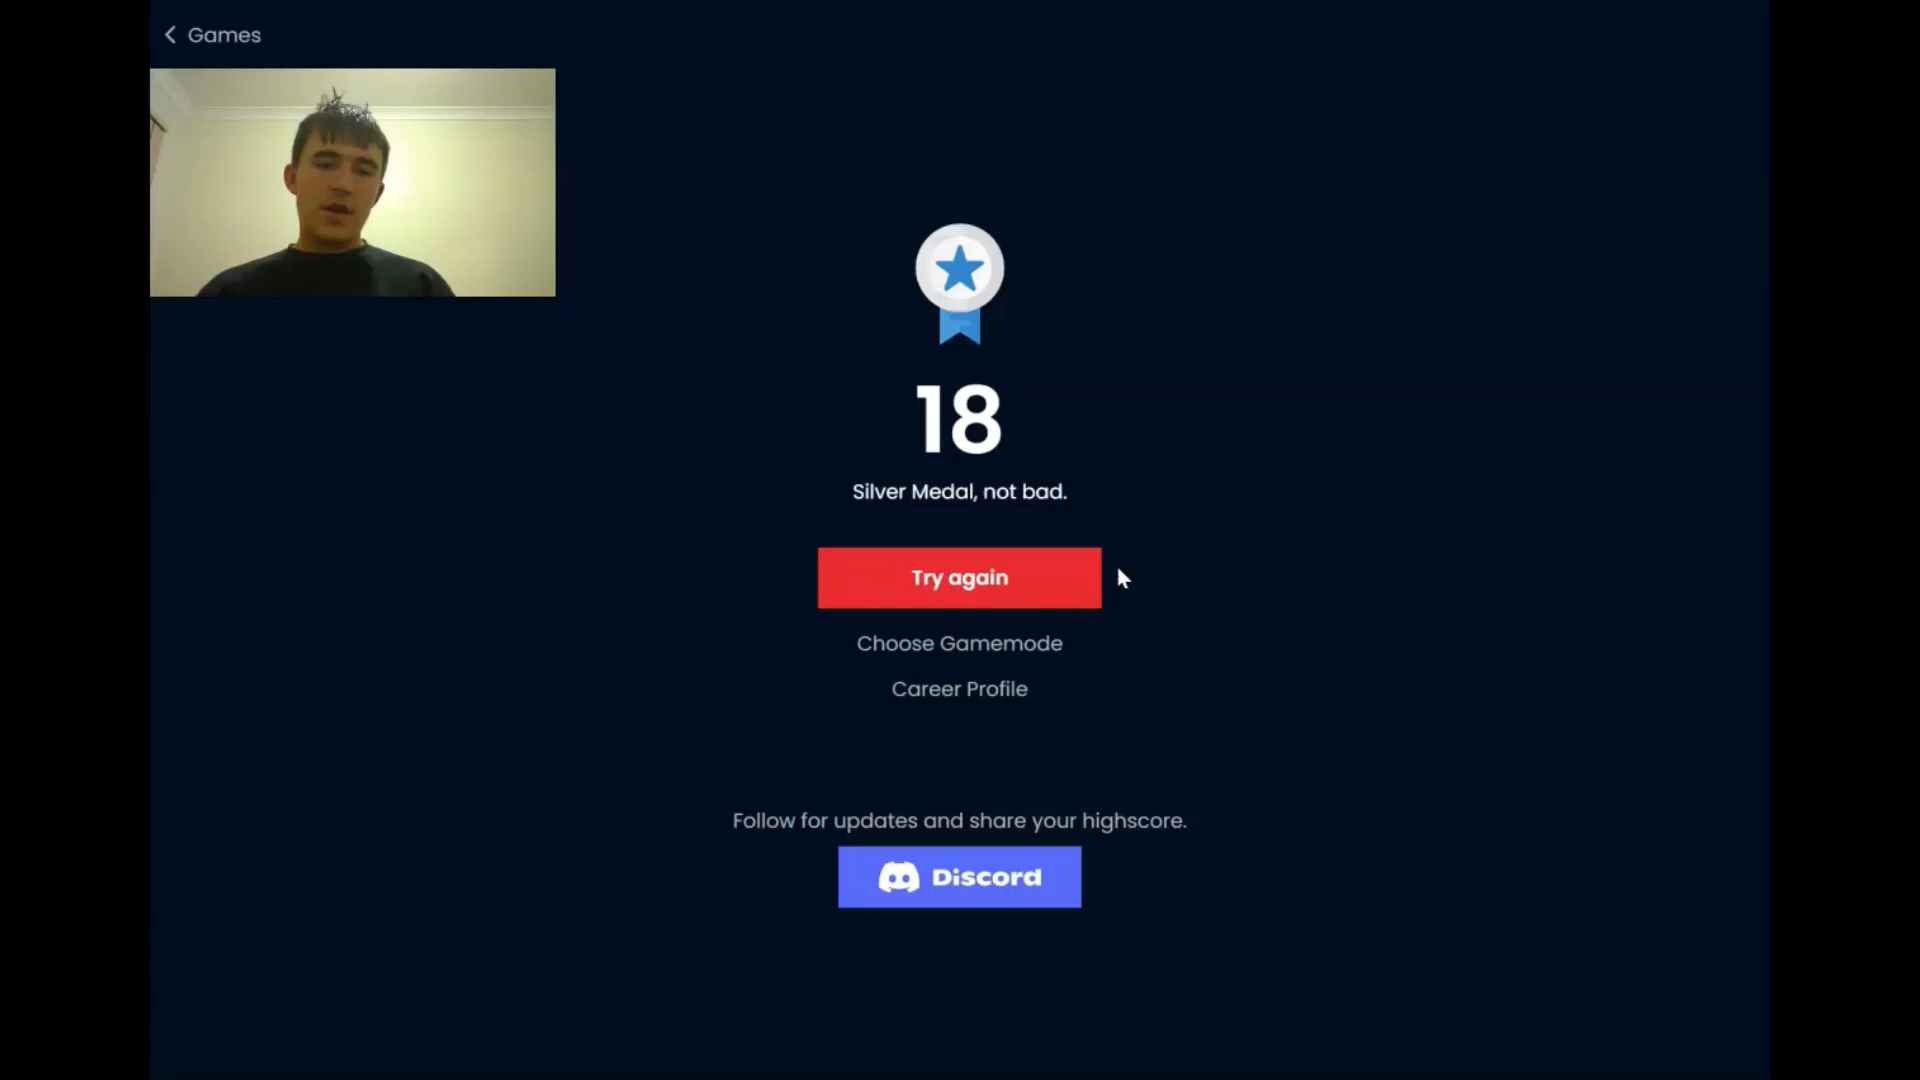 Games
18
Silver Medal, not bad.
Try again
Choose Gamemode
Career Profile
Follow for updates and share your highscore.
Discord